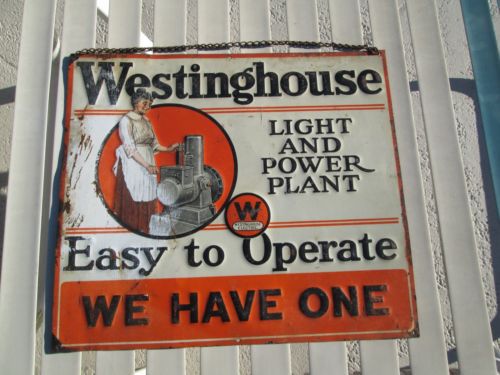 Westinghouse
LIGHT
AND
POWER
PLANT
W
Easy to Operate
WE HAVE ONE